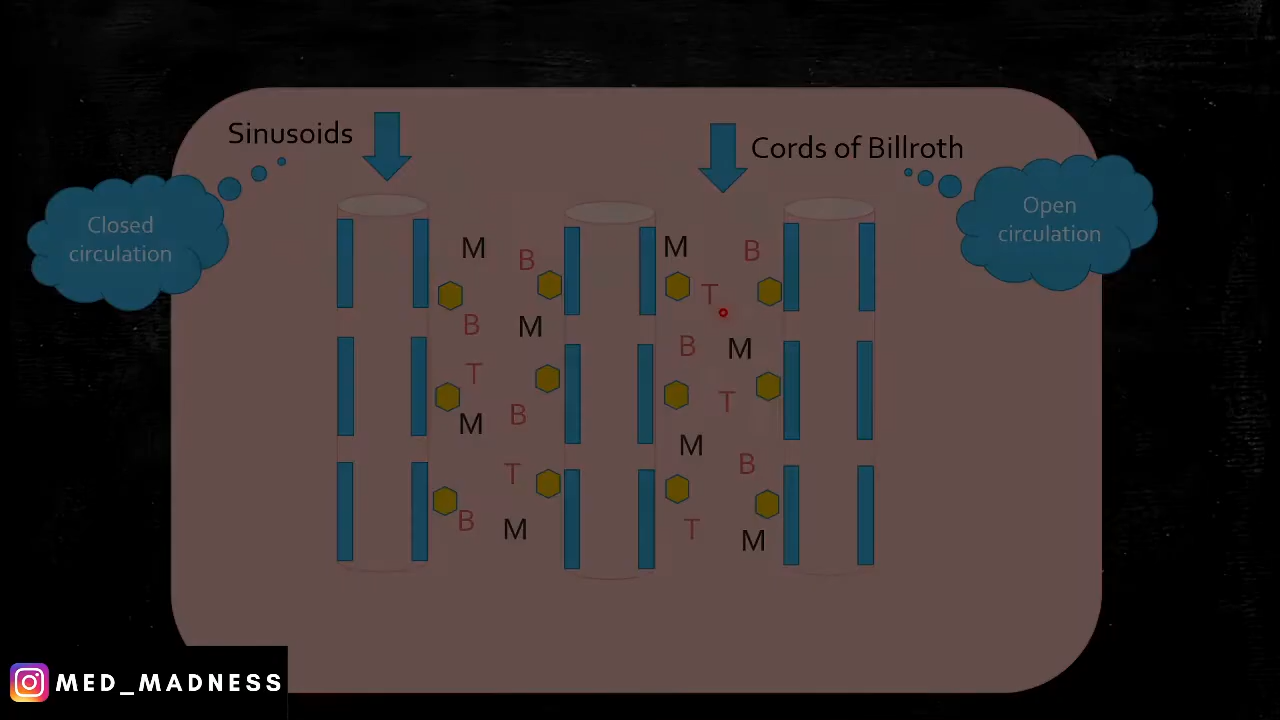 Sinusoids
Cords of Billroth
Closed
circulation
Open
circulation
M
B
M
B
T
B
M
B
M
T
B
M
T
M
B
T
B
M
T
B
M
T
M
MED_MADNESS